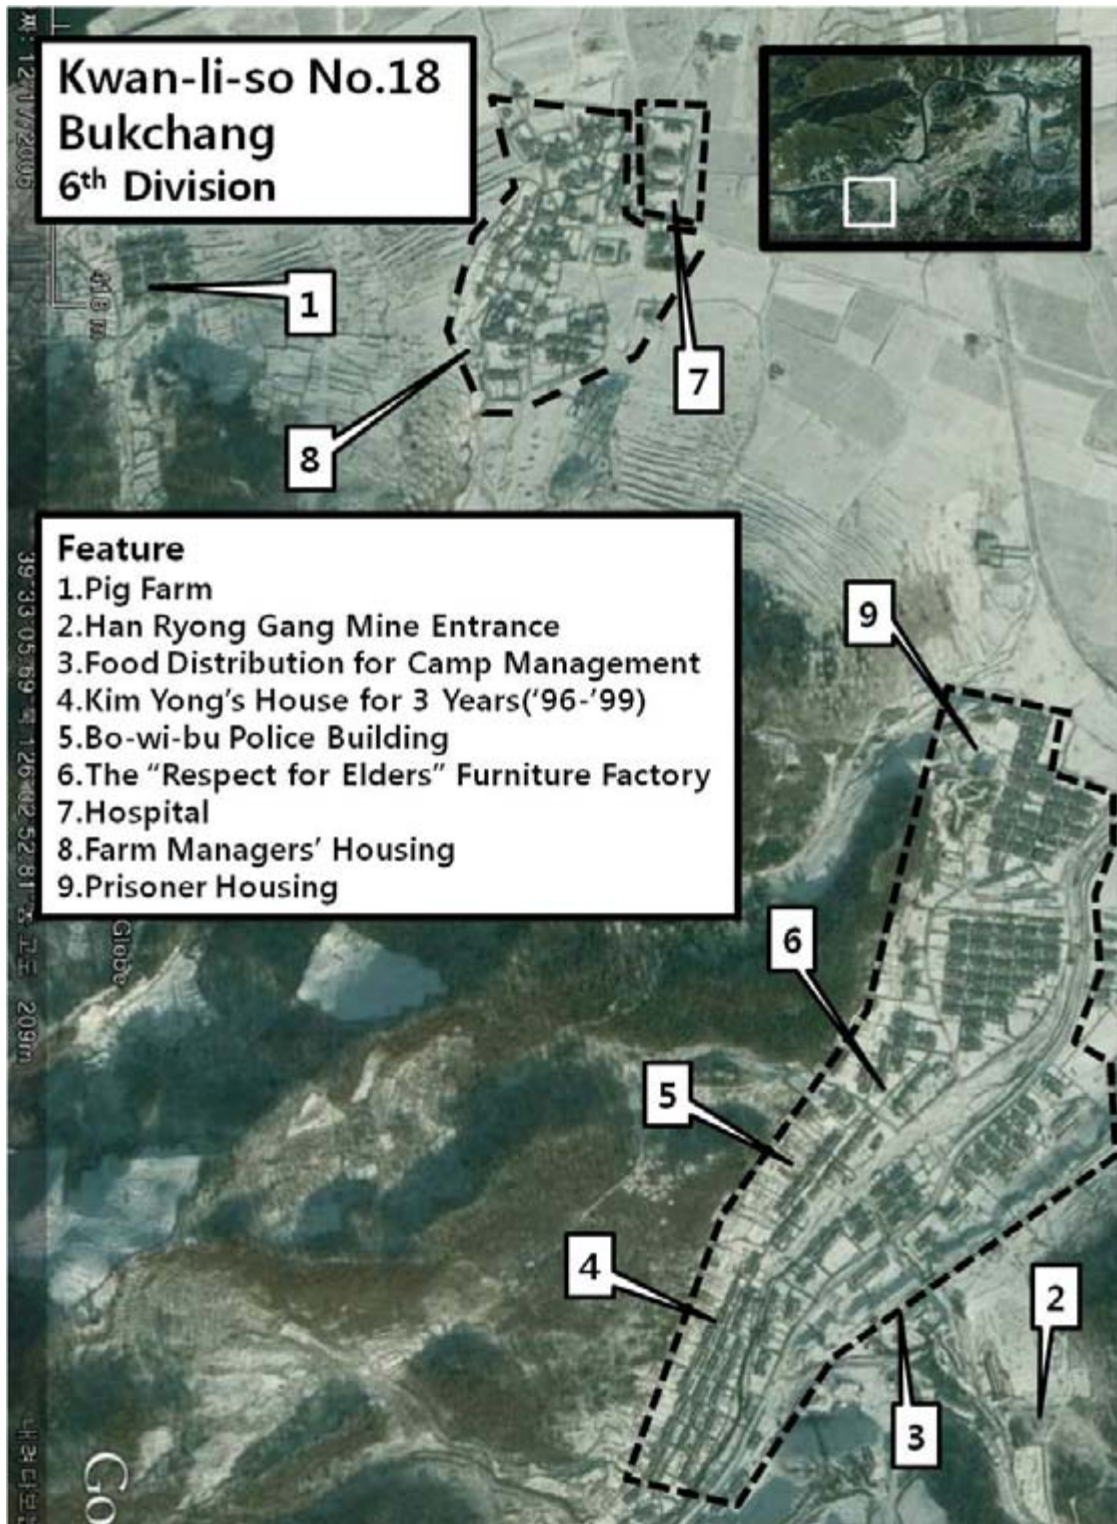 Kwan-li-so No.18
Bukchang
6th Division
1
7
8
Feature
1.Pig Farm
2.Han Ryong Gang Mine Entrance
3.Food Distribution for Camp Management
4.Kim Yong’s House for 3 Years(‘96-’99)
5.Bo-wi-bu Police Building
6.The “Respect for Elders” Furniture Factory
7.Hospital
8.Farm Managers’ Housing
9.Prisoner Housing
9
6
5
4
2
3
Globe
209m
Go